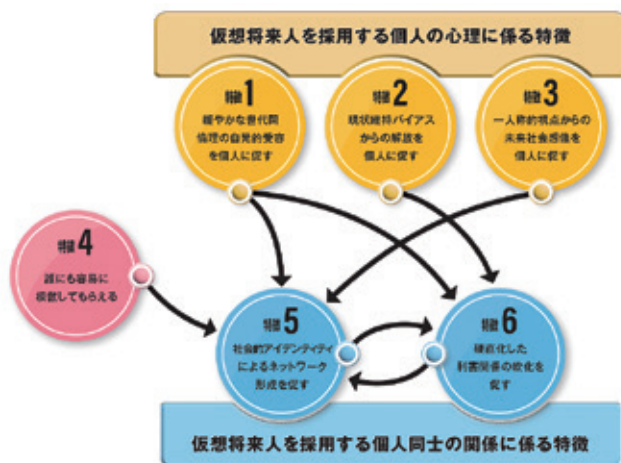 仮想将来人を採用する個人の心理に係る特徴
特徴1
緩やかな世代間
倫理の自発的受容
を個人に促す
特徴2
現状維持バイアス
からの解放を
個人に促す
特徴3
一人称的視点からの
未来社会想像を
個人に促す
特徴4
誰にも容易に
模倣してもらえる
特徴5
社会的アイデンティティ
によるネットワーク
形成を促す
特徴6
硬直化した
利害関係の軟化を
促す
仮想将来人を採用する個人同士の関係に係る特徴